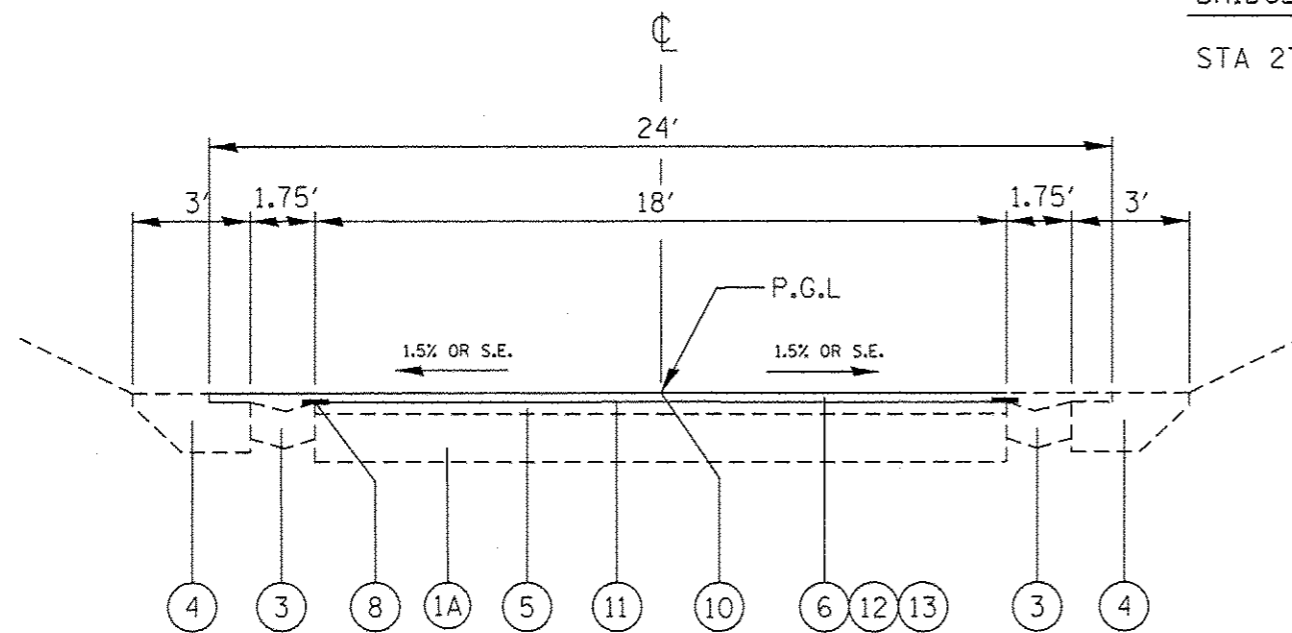 STA 2
℄
24'
3' 1.75' 18' 1.75' 3'
P.G.L
1.5% OR S.E. 1.5% OR S.E.
4 3 8 1A 5 11 10 6 12 13 3 4